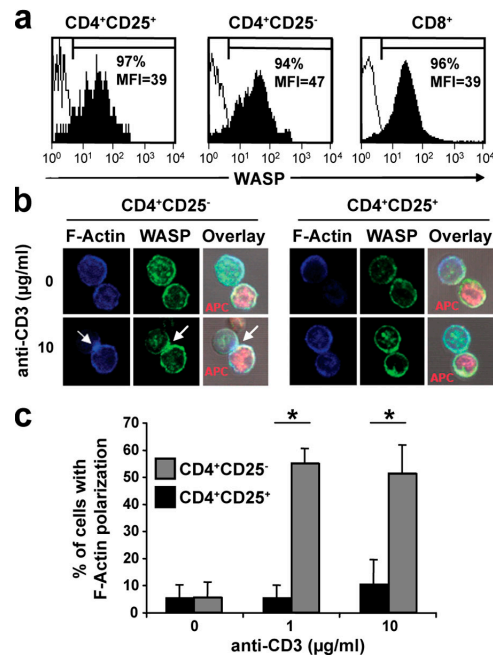 a
CD4⁺CD25⁺ CD4⁺CD25⁻ CD8⁺
97%
MFI=39
94%
MFI=47
96%
MFI=39
10⁰ 10¹ 10² 10³ 10⁴
10⁰ 10¹ 10² 10³ 10⁴
10⁰ 10¹ 10² 10³ 10⁴
WASP
b
CD4⁺CD25⁻ CD4⁺CD25⁺
F-Actin WASP Overlay F-Actin WASP Overlay
anti-CD3 (µg/ml)
0
APC
APC
10
APC
APC
c
% of cells with
F-Actin polarization
70
60
50
40
30
20
10
0
* *
CD4⁺CD25⁻
CD4⁺CD25⁺
0 1 10
anti-CD3 (µg/ml)